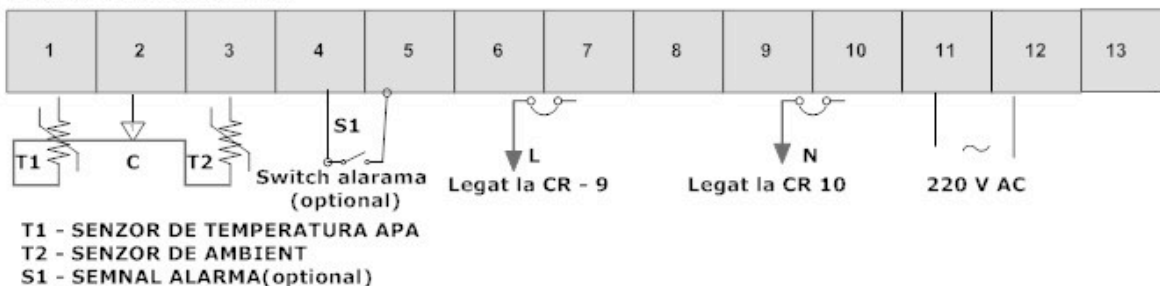 1 2 3 4 5 6 7 8 9 10 11 12 13
S1
T1 C T2 L N
Switch alarama
(optional)
Legat la CR - 9 Legat la CR 10 220 V AC
T1 - SENZOR DE TEMPERATURA APA
T2 - SENZOR DE AMBIENT
S1 - SEMNAL ALARMA(optional)